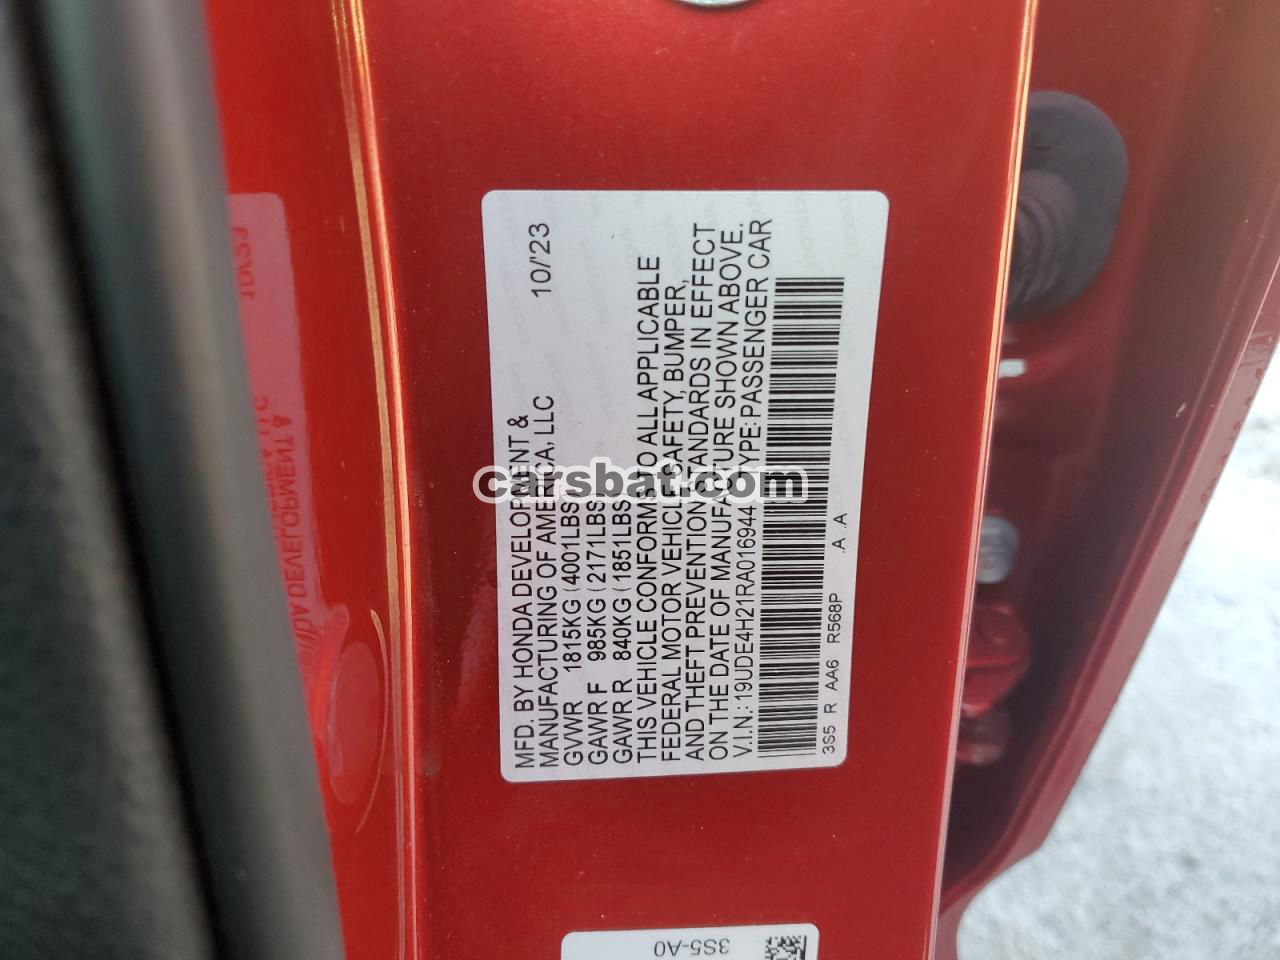 MFD. BY HONDA DEVELOPMENT &
MANUFACTURING OF AMERICA, LLC 10/'23
GVWR 1815KG (4001LBS)
GAWR F 985KG (2171LBS)
GAWR R 840KG (1851LBS)
THIS VEHICLE CONFORMS TO ALL APPLICABLE
FEDERAL MOTOR VEHICLE SAFETY, BUMPER,
AND THEFT PREVENTION STANDARDS IN EFFECT
ON THE DATE OF MANUFACTURE SHOWN ABOVE.
V.I.N.: 19UDE4H21RA016944 TYPE: PASSENGER CAR
3S5 R AA6 R568P .A .A
carsbat.com
3S5-A0